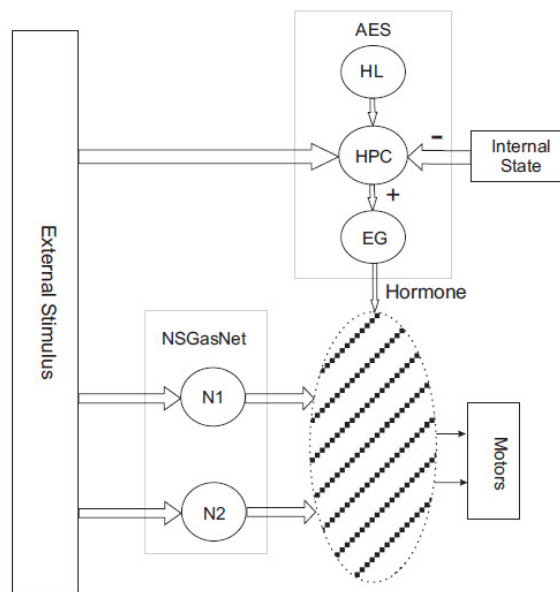 AES
HL
External Stimulus
HPC
-
Internal
State
+
EG
Hormone
NSGasNet
N1
N2
Motors